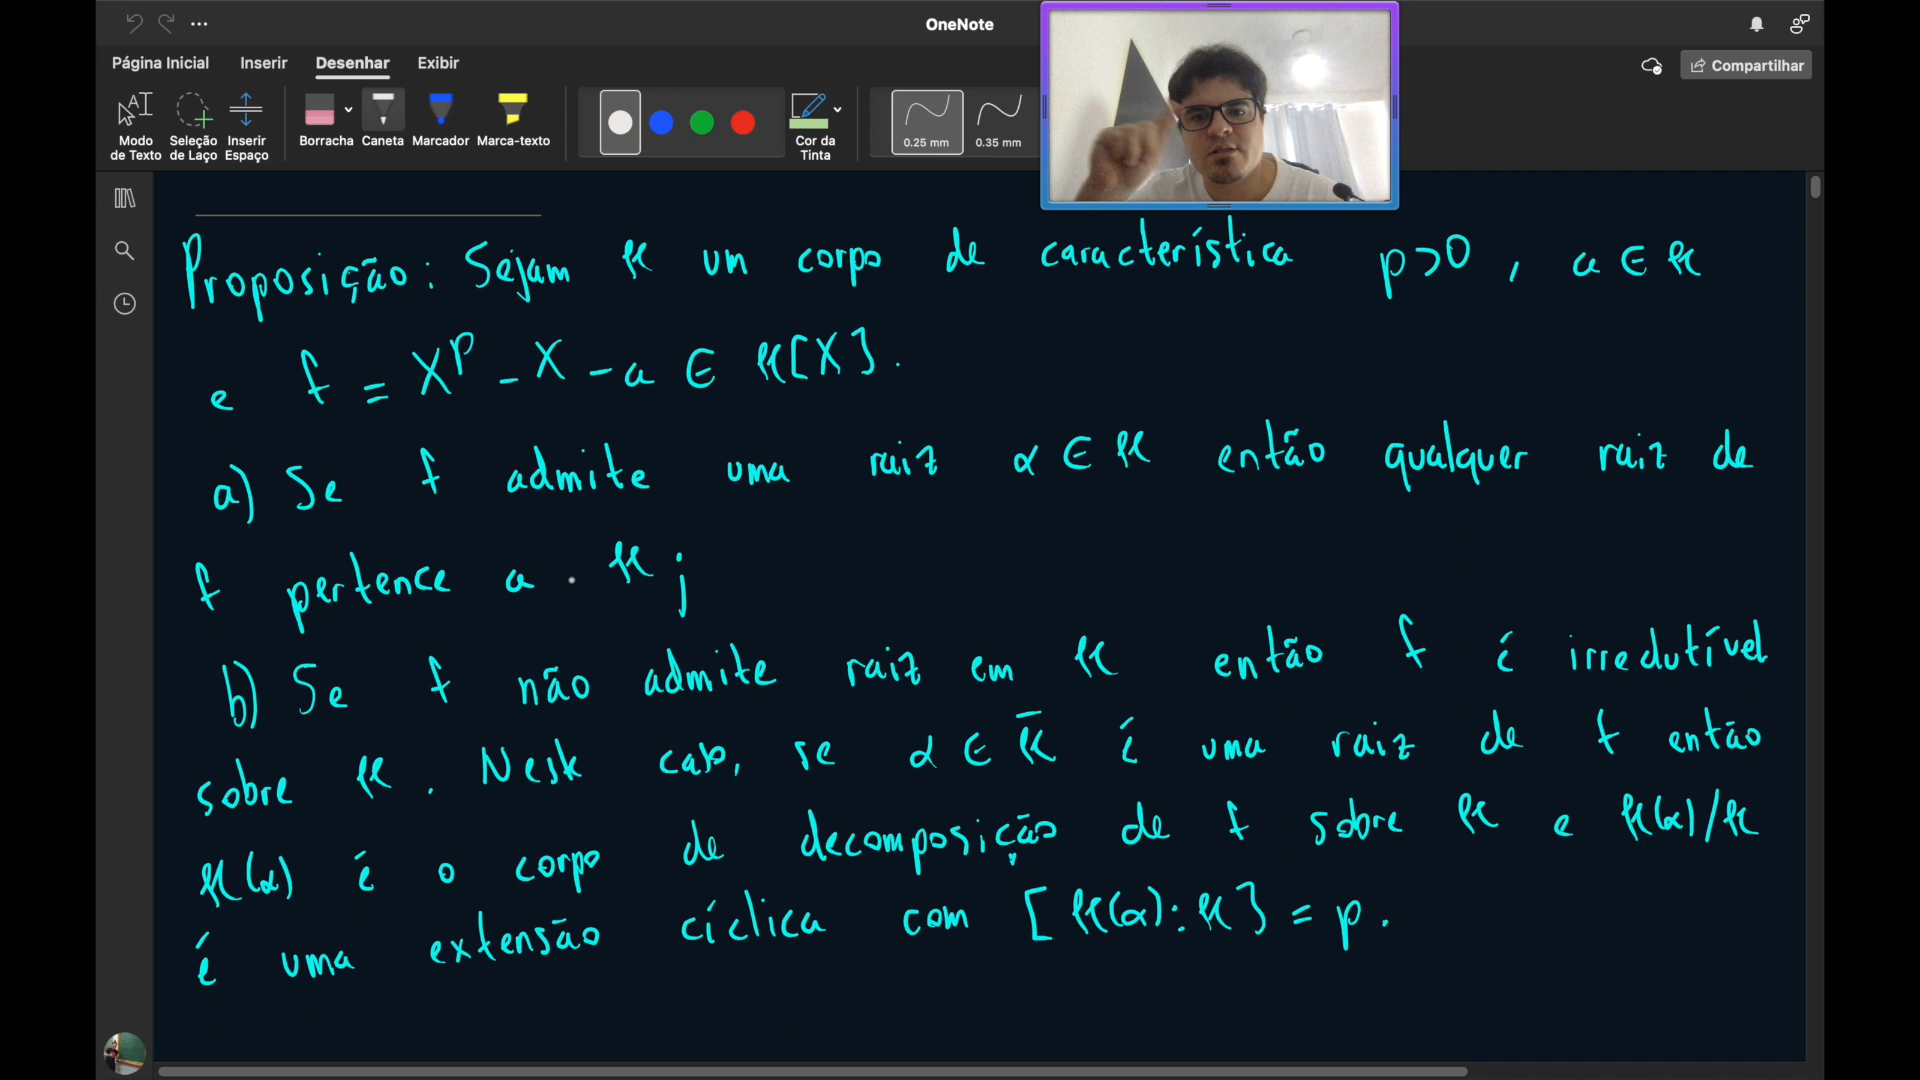 OneNote
Página Inicial Inserir Desenhar Exibir
Compartilhar
Modo de Texto
Seleção de Laço
Inserir Espaço
Borracha
Caneta
Marcador
Marca-texto
Cor da Tinta
0.25 mm
0.35 mm
Proposição: Sejam K um corpo de característica p>0, a ∈ K
e f = X^p - X - a ∈ K[X].
a) Se f admite uma raiz α ∈ K então qualquer raiz de
f pertence a K;
b) Se f não admite raiz em K então f é irredutível
sobre K. Neste caso, se α ∈ K̄ é uma raiz de f então
K(α) é o corpo de decomposição de f sobre K e K(α)/K
é uma extensão cíclica com [K(α):K] = p.